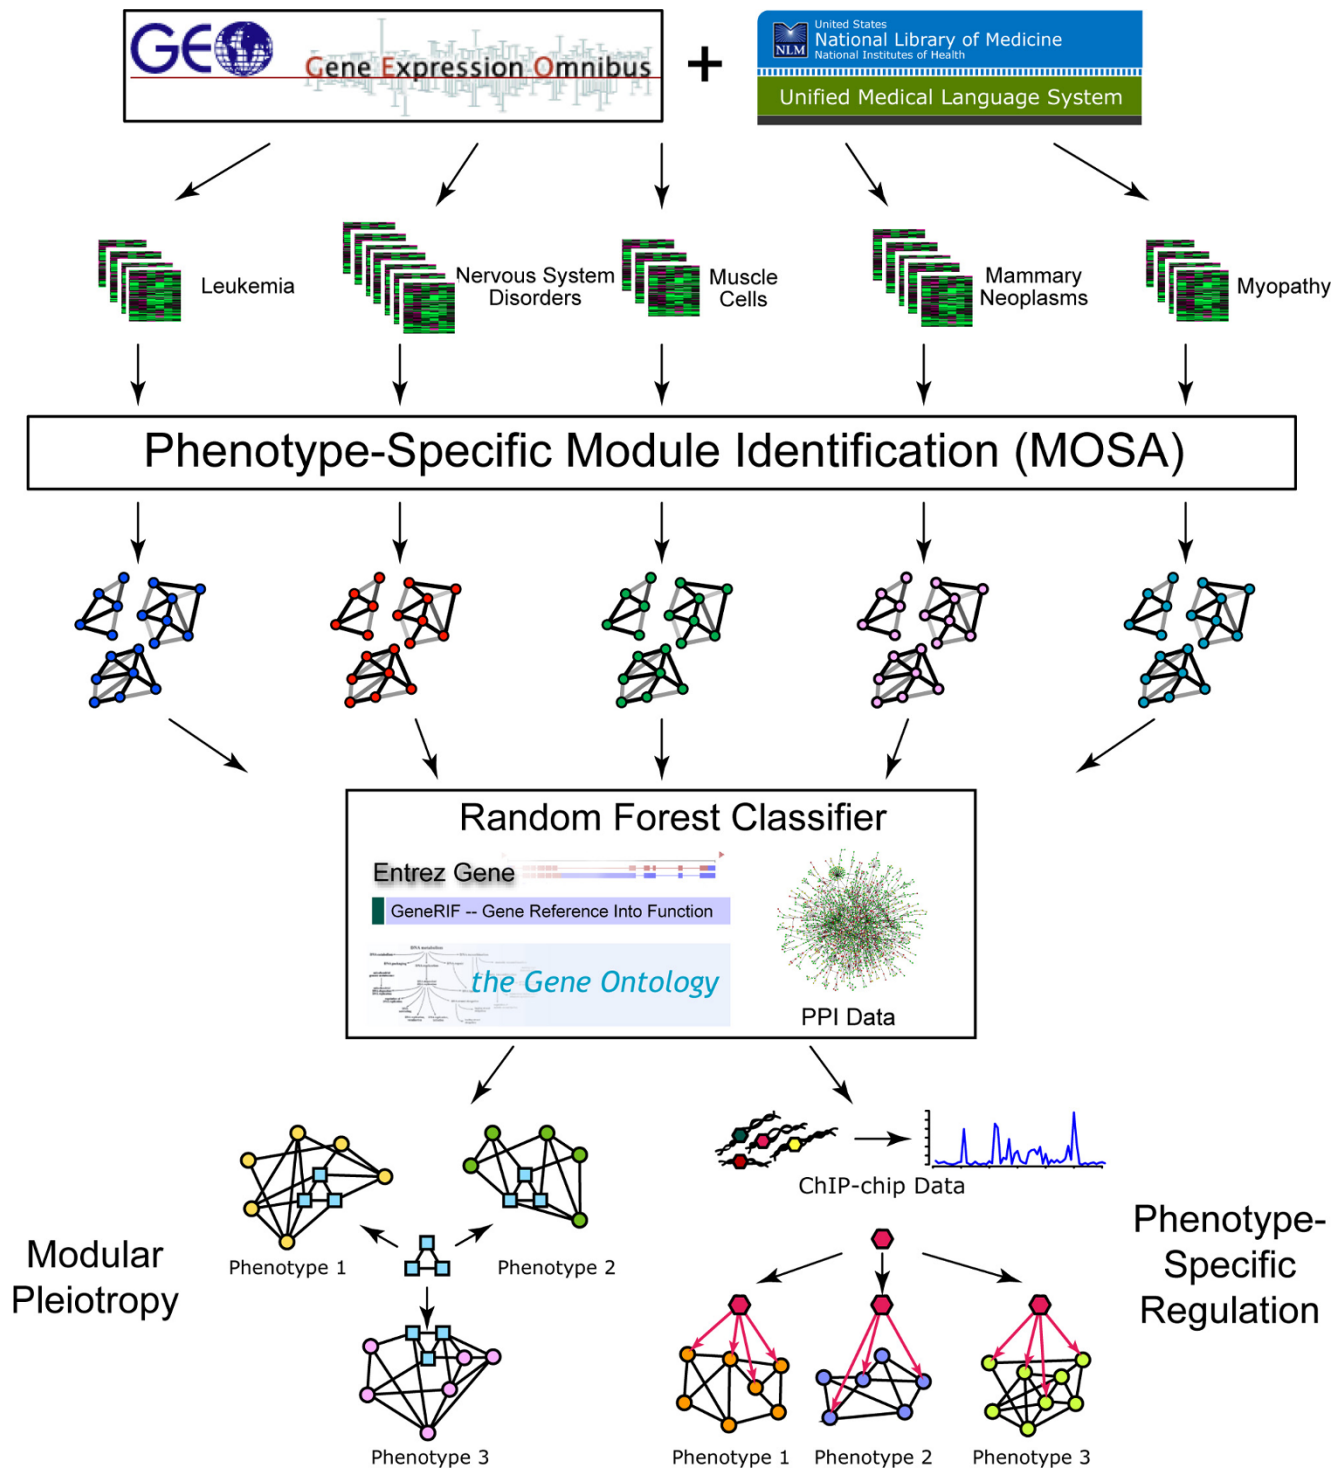 GEO
Gene Expression Omnibus
+
United States
National Library of Medicine
National Institutes of Health
NLM
Unified Medical Language System
Leukemia
Nervous System
Disorders
Muscle
Cells
Mammary
Neoplasms
Myopathy
Phenotype-Specific Module Identification (MOSA)
Random Forest Classifier
Entrez Gene
GeneRIF -- Gene Reference Into Function
the Gene Ontology
PPI Data
ChIP-chip Data
Modular
Pleiotropy
Phenotype 1
Phenotype 2
Phenotype 3
Phenotype-
Specific
Regulation
Phenotype 1
Phenotype 2
Phenotype 3